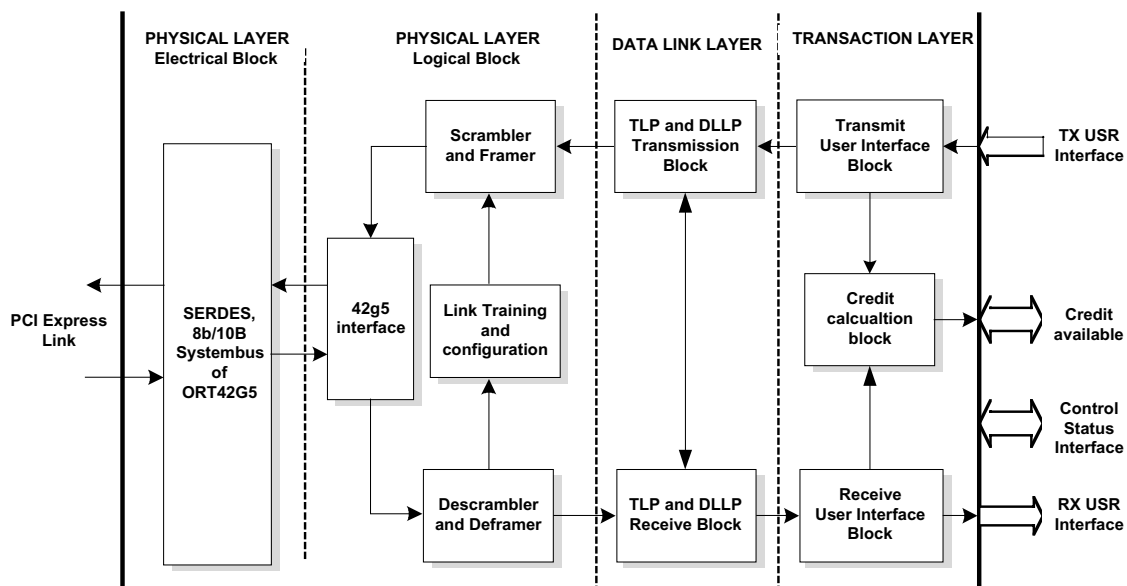 PHYSICAL LAYER
Electrical Block
PHYSICAL LAYER
Logical Block
DATA LINK LAYER
TRANSACTION LAYER
Scrambler
and Framer
TLP and DLLP
Transmission
Block
Transmit
User Interface
Block
TX USR
Interface
PCI Express
Link
SERDES,
8b/10B
Systembus
of
ORT42G5
42g5
interface
Link Training
and
configuration
Credit
calcualtion
block
Credit
available
Control
Status
Interface
Descrambler
and Deframer
TLP and DLLP
Receive Block
Receive
User Interface
Block
RX USR
Interface